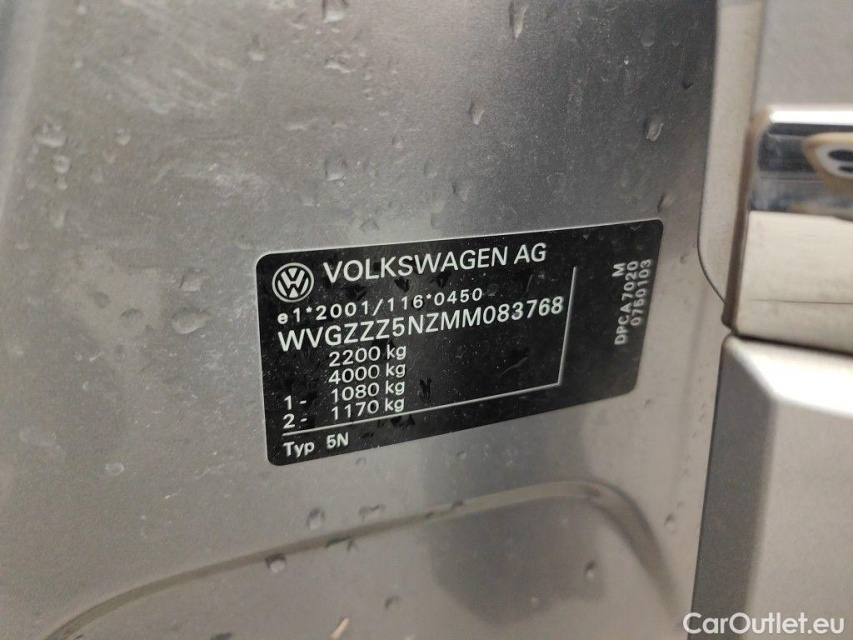 VOLKSWAGEN AG
e1*2001/116*0450
WVGZZZ5NZMM083768
2200 kg
4000 kg
1 - 1080 kg
2 - 1170 kg
Typ 5N
M
DPCA7020
0750103
CarOutlet.eu